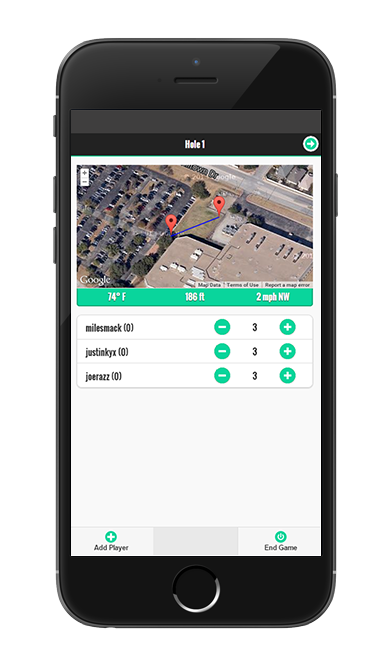 Hole 1
Google
+
−
Google
Map Data
Terms of Use
Report a map error
74° F
186 ft
2 mph NW
milesmack (0)
3
justinkyx (0)
3
joerazz (0)
3
Add Player
End Game